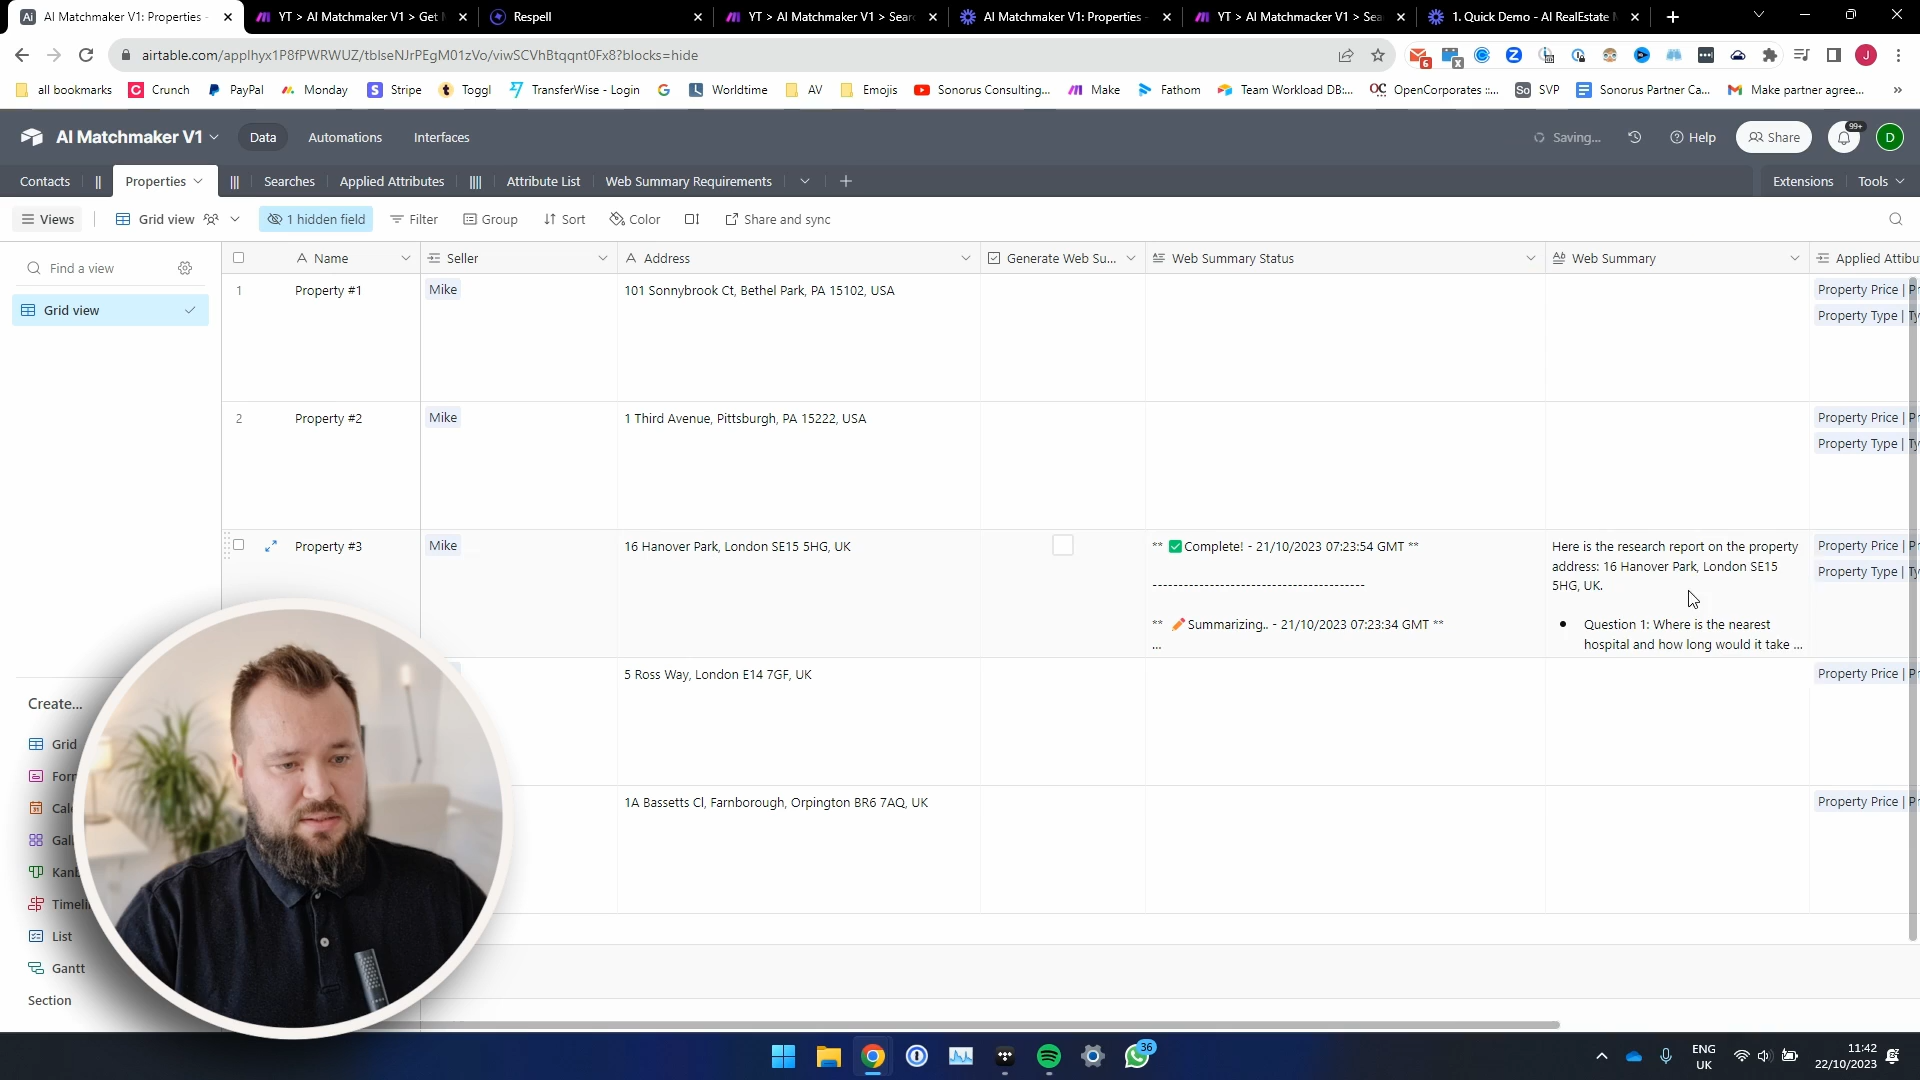 AI Matchmaker V1: Properties -
YT > AI Matchmaker V1 > Get
Respell
YT > AI Matchmaker V1 > Sear
AI Matchmaker V1: Properties -
YT > AI Matchmacker V1 > Sea
1. Quick Demo - AI RealEstate
airtable.com/applhyx1P8fPWRWUZ/tblseNJrPEgM01zVo/viwSCVhBtqqnt0Fx8?blocks=hide
all bookmarks
Crunch
PayPal
Monday
Stripe
Toggl
TransferWise - Login
Worldtime
AV
Emojis
Sonorus Consulting...
Make
Fathom
Team Workload DB:...
OpenCorporates ::...
SVP
Sonorus Partner Ca...
Make partner agree...
AI Matchmaker V1
Data
Automations
Interfaces
Saving...
Help
Share
99+
D
Contacts
Properties
Searches
Applied Attributes
Attribute List
Web Summary Requirements
Extensions
Tools
Views
Grid view
1 hidden field
Filter
Group
Sort
Color
Share and sync
Find a view
Grid view
Name
Seller
Address
Generate Web Su...
Web Summary Status
Web Summary
Applied Attibu
1
Property #1
Mike
101 Sonnybrook Ct, Bethel Park, PA 15102, USA
Property Price | P
Property Type | Ty
2
Property #2
Mike
1 Third Avenue, Pittsburgh, PA 15222, USA
Property Price | P
Property Type | Ty
Property #3
Mike
16 Hanover Park, London SE15 5HG, UK
** ✅Complete! - 21/10/2023 07:23:54 GMT **
-----------------------------------------
** ✏️Summarizing.. - 21/10/2023 07:23:34 GMT **
...
Here is the research report on the property
address: 16 Hanover Park, London SE15
5HG, UK.
• Question 1: Where is the nearest
hospital and how long would it take ...
Property Price | P
Property Type | Ty
5 Ross Way, London E14 7GF, UK
Property Price | P
1A Bassetts Cl, Farnborough, Orpington BR6 7AQ, UK
Property Price | P
Create...
Grid
Form
Cale
Gal
Kanb
Timeli
List
Gantt
Section
36
ENG
UK
11:42
22/10/2023